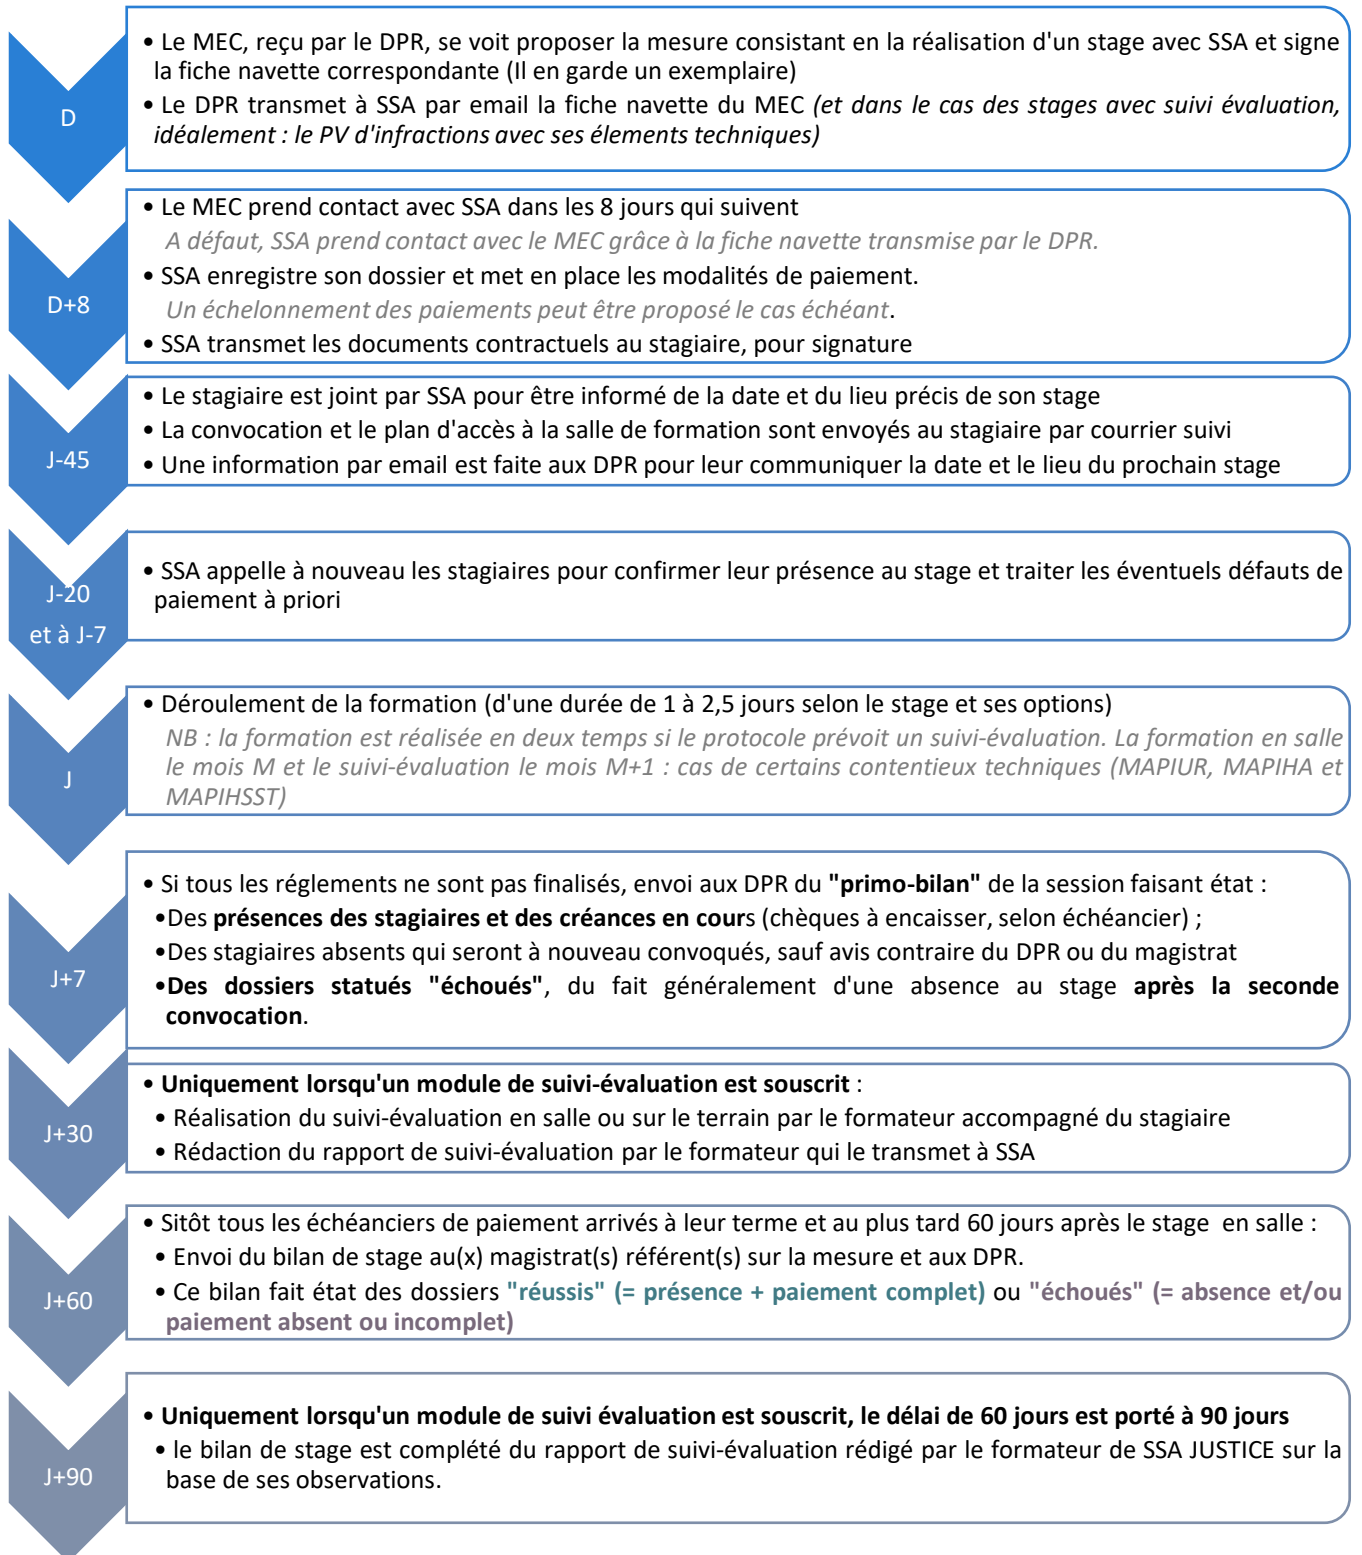 D
• Le MEC, reçu par le DPR, se voit proposer la mesure consistant en la réalisation d'un stage avec SSA et signe
la fiche navette correspondante (Il en garde un exemplaire)
• Le DPR transmet à SSA par email la fiche navette du MEC (et dans le cas des stages avec suivi évaluation,
idéalement : le PV d'infractions avec ses élements techniques)
D+8
• Le MEC prend contact avec SSA dans les 8 jours qui suivent
A défaut, SSA prend contact avec le MEC grâce à la fiche navette transmise par le DPR.
• SSA enregistre son dossier et met en place les modalités de paiement.
Un échelonnement des paiements peut être proposé le cas échéant.
• SSA transmet les documents contractuels au stagiaire, pour signature
J-45
• Le stagiaire est joint par SSA pour être informé de la date et du lieu précis de son stage
• La convocation et le plan d'accès à la salle de formation sont envoyés au stagiaire par courrier suivi
• Une information par email est faite aux DPR pour leur communiquer la date et le lieu du prochain stage
J-20
et à J-7
• SSA appelle à nouveau les stagiaires pour confirmer leur présence au stage et traiter les éventuels défauts de
paiement à priori
J
• Déroulement de la formation (d'une durée de 1 à 2,5 jours selon le stage et ses options)
NB : la formation est réalisée en deux temps si le protocole prévoit un suivi-évaluation. La formation en salle
le mois M et le suivi-évaluation le mois M+1 : cas de certains contentieux techniques (MAPIUR, MAPIHA et
MAPIHSST)
J+7
• Si tous les réglements ne sont pas finalisés, envoi aux DPR du "primo-bilan" de la session faisant état :
•Des présences des stagiaires et des créances en cours (chèques à encaisser, selon échéancier) ;
•Des stagiaires absents qui seront à nouveau convoqués, sauf avis contraire du DPR ou du magistrat
•Des dossiers statués "échoués", du fait généralement d'une absence au stage après la seconde
convocation.
J+30
• Uniquement lorsqu'un module de suivi-évaluation est souscrit :
• Réalisation du suivi-évaluation en salle ou sur le terrain par le formateur accompagné du stagiaire
• Rédaction du rapport de suivi-évaluation par le formateur qui le transmet à SSA
J+60
• Sitôt tous les échéanciers de paiement arrivés à leur terme et au plus tard 60 jours après le stage en salle :
• Envoi du bilan de stage au(x) magistrat(s) référent(s) sur la mesure et aux DPR.
• Ce bilan fait état des dossiers "réussis" (= présence + paiement complet) ou "échoués" (= absence et/ou
paiement absent ou incomplet)
J+90
• Uniquement lorsqu'un module de suivi évaluation est souscrit, le délai de 60 jours est porté à 90 jours
• le bilan de stage est complété du rapport de suivi-évaluation rédigé par le formateur de SSA JUSTICE sur la
base de ses observations.